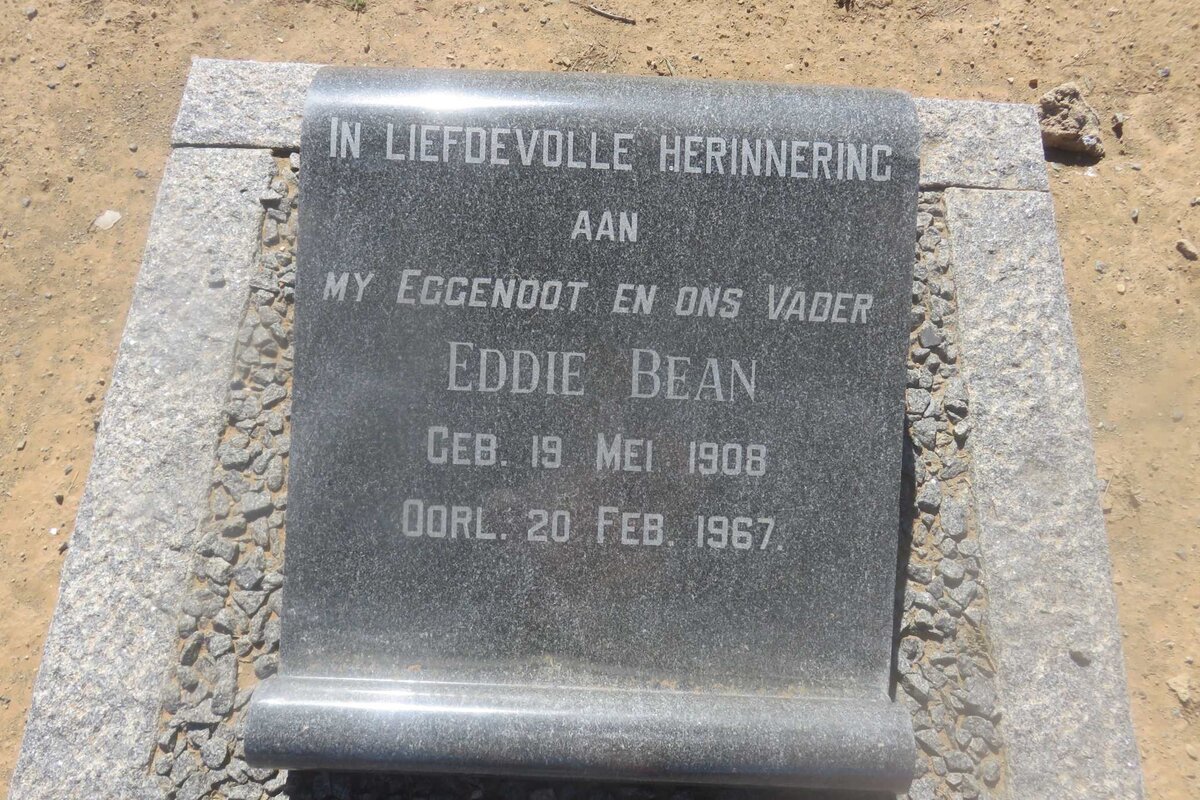 IN LIEFDEVOLLE HERINNERING
AAN
MY EGGENOOT EN ONS VADER
EDDIE BEAN
GEB. 19 MEI 1908
OORL. 20 FEB. 1967.